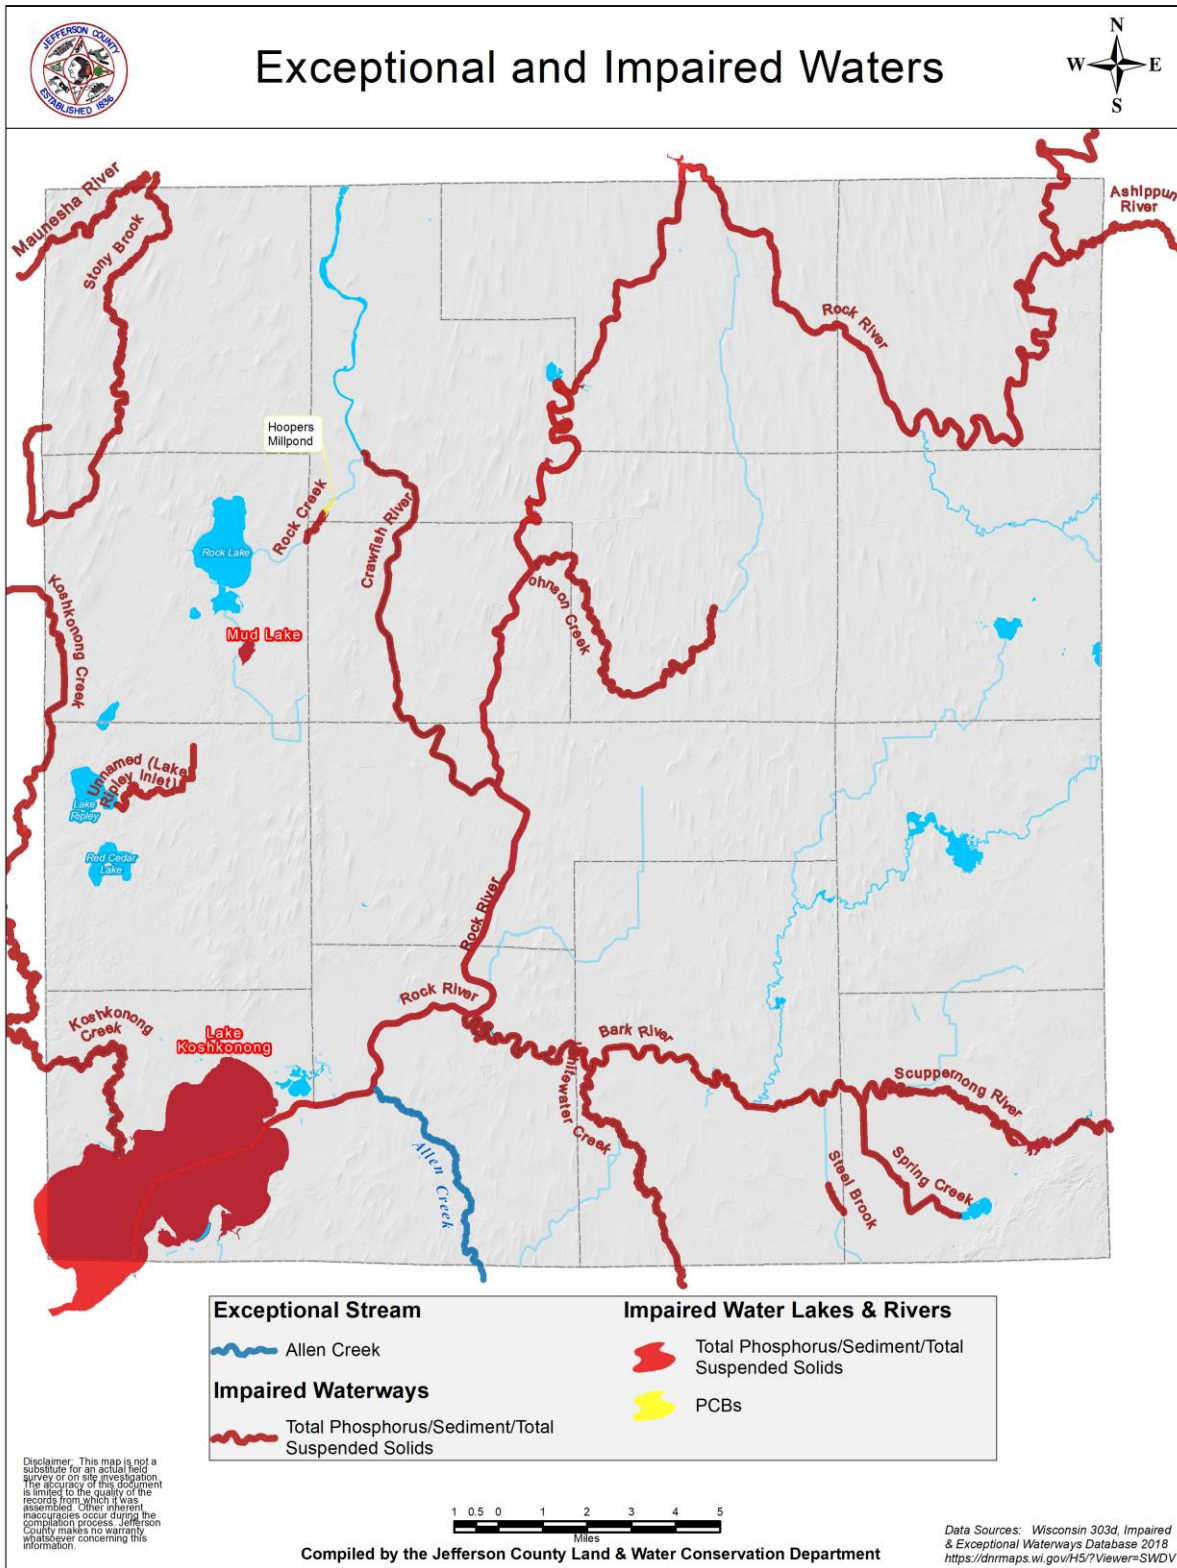 JEFFERSON COUNTY
ESTABLISHED 1836
Exceptional and Impaired Waters
N
W
E
S
Maunesha River
Stony Brook
Ashippun
River
Rock River
Hoopers
Millpond
Rock Creek
Crawfish River
Rock Lake
Koshkonong Creek
Mud Lake
ohnson Creek
Unnamed (Lake
Ripley Inlet)
Lake
Ripley
Red Cedar
Lake
Rock River
Rock River
Koshkonong
Creek
Lake
Koshkonong
Bark River
Whitewater Creek
Scuppernong River
Allen Creek
Steel Brook
Spring Creek
Exceptional Stream
Allen Creek
Impaired Waterways
Total Phosphorus/Sediment/Total
Suspended Solids
Impaired Water Lakes & Rivers
Total Phosphorus/Sediment/Total
Suspended Solids
PCBs
Disclaimer: This map is not a
substitute for an actual field
survey or on site investigation.
The accuracy of this document
is limited to the quality of the
records from which it was
assembled. Other inherent
inaccuracies occur during the
compilation process. Jefferson
County makes no warranty
whatsoever concerning this
information.
1 0.5 0 1 2 3 4 5
Miles
Compiled by the Jefferson County Land & Water Conservation Department
Data Sources: Wisconsin 303d, Impaired
& Exceptional Waterways Database 2018
https://dnrmaps.wi.gov/H5/?Viewer=SWDV